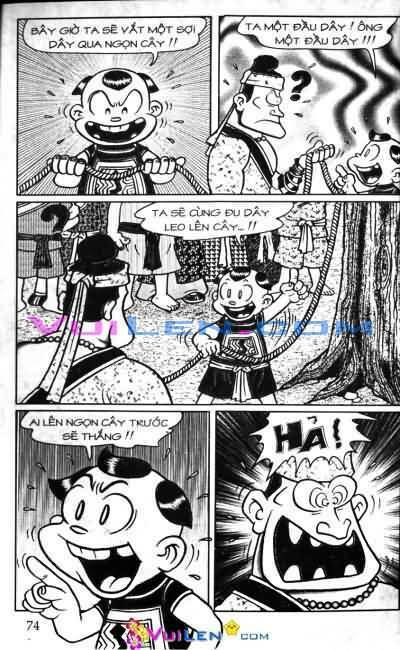 BÂY GIỜ TA SẼ VẮT MỘT SỢI
DÂY QUA NGỌN CÂY !!
TA MỘT ĐẦU DÂY ! ÔNG
MỘT ĐẦU DÂY !!!
?
?
TA SẼ CÙNG ĐU DÂY
LEO LÊN CÂY... !!
VUILEN.COM
AI LÊN NGỌN CÂY TRƯỚC
SẼ THẮNG !!
HẢ!
74
VUILEN.COM